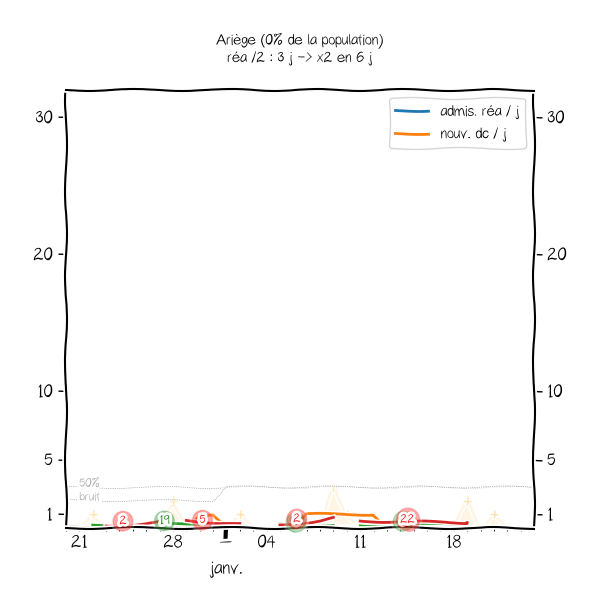 Ariège (0% de la population)
réa /2 : 3 j -> x2 en 6 j
admis. réa / j
nouv. dc / j
30 30
20 20
10 10
5 5
50%
bruit
1 1
2 19 5 2 22
21 28 1 04 11 18
janv.